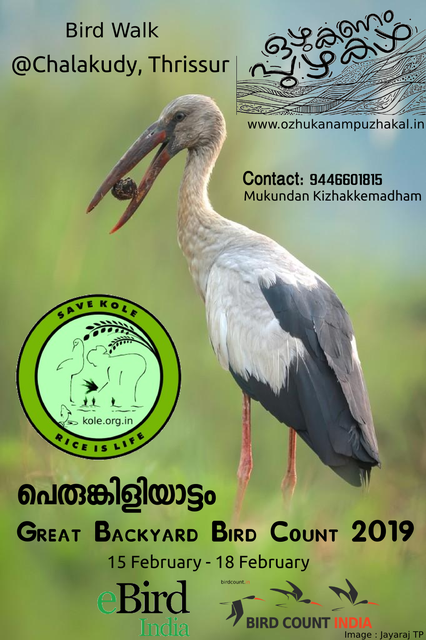 Bird Walk
@Chalakudy, Thrissur
ഒഴുകണം
പുഴകൾ
www.ozhukanampuzhakal.in
Contact: 9446601815
Mukundan Kizhakkemadham
SAVE KOLE
kole.org.in
RICE IS LIFE
പെരുങ്കിളിയാട്ടം
GREAT BACKYARD BIRD COUNT 2019
15 February - 18 February
eBird
India
birdcount.in
BIRD COUNT INDIA
Image : Jayaraj TP